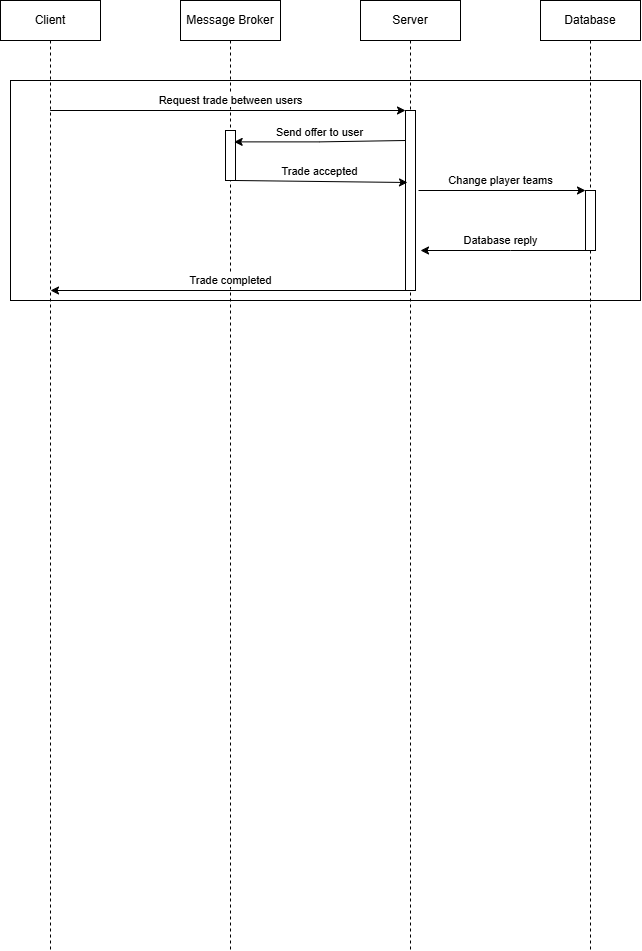 Client
Message Broker
Server
Database
Request trade between users
Send offer to user
Trade accepted
Change player teams
Database reply
Trade completed